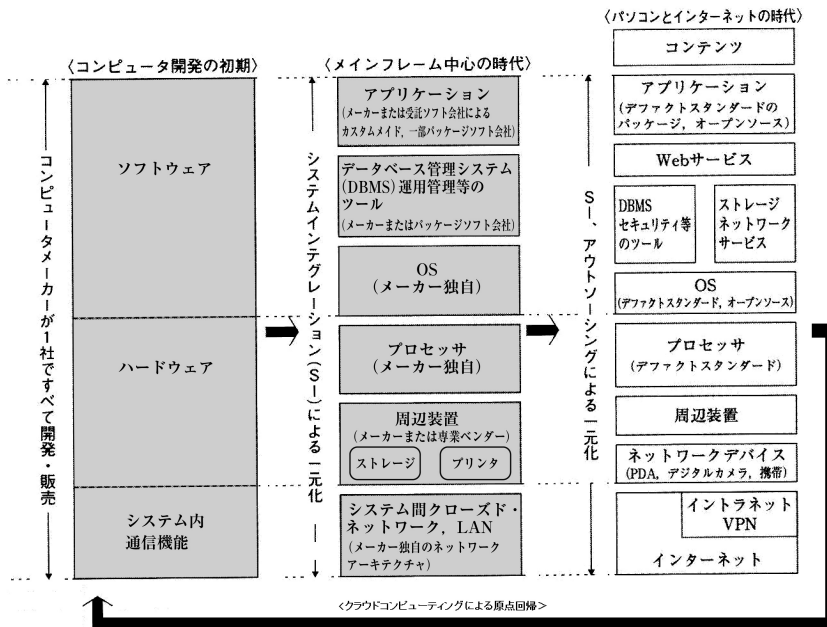 〈コンピュータ開発の初期〉
コンピュータメーカーが1社ですべて開発・販売
ソフトウェア
ハードウェア
システム内
通信機能
〈メインフレーム中心の時代〉
システムインテグレーション(SI)による一元化
アプリケーション
(メーカーまたは受託ソフト会社による
カスタムメイド, 一部パッケージソフト会社)
データベース管理システム
(DBMS)運用管理等の
ツール
(メーカーまたはパッケージソフト会社)
OS
(メーカー独自)
プロセッサ
(メーカー独自)
周辺装置
(メーカーまたは専業ベンダー)
ストレージ
プリンタ
システム間クローズド・
ネットワーク, LAN
(メーカー独自のネットワーク
アーキテクチャ)
〈パソコンとインターネットの時代〉
SI、アウトソーシングによる一元化
コンテンツ
アプリケーション
(デファクトスタンダードの
パッケージ, オープンソース)
Webサービス
DBMS
セキュリティ等
のツール
ストレージ
ネットワーク
サービス
OS
(デファクトスタンダード, オープンソース)
プロセッサ
(デファクトスタンダード)
周辺装置
ネットワークデバイス
(PDA, デジタルカメラ, 携帯)
イントラネット
VPN
インターネット
<クラウドコンピューティングによる原点回帰>